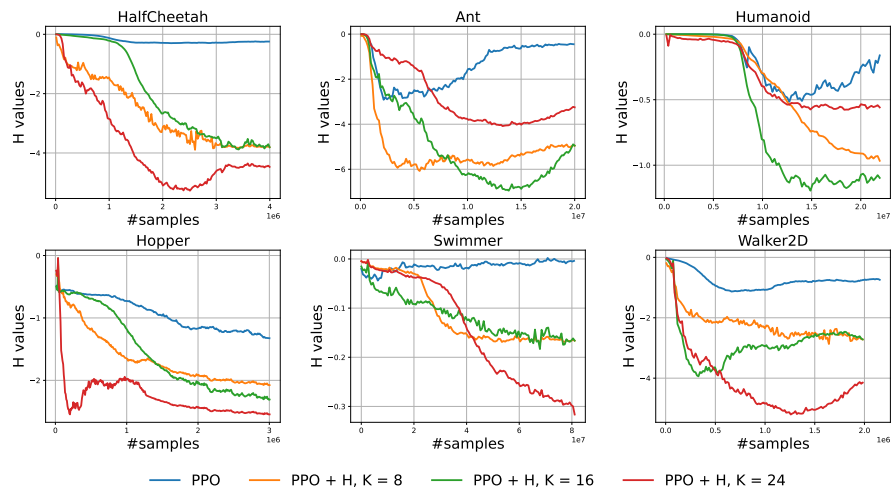 HalfCheetah
0
−2
−4
H values
0
1
2
3
4
1e6
#samples
Ant
0
−2
−4
−6
H values
0.0
0.5
1.0
1.5
2.0
1e7
#samples
Humanoid
0.0
−0.5
−1.0
H values
0.0
0.5
1.0
1.5
2.0
1e7
#samples
Hopper
0
−1
−2
H values
0
1
2
3
1e6
#samples
Swimmer
0.0
−0.1
−0.2
−0.3
H values
0
2
4
6
8
1e7
#samples
Walker2D
0
−2
−4
H values
0.0
0.5
1.0
1.5
2.0
1e6
#samples
PPO
PPO + H, K = 8
PPO + H, K = 16
PPO + H, K = 24